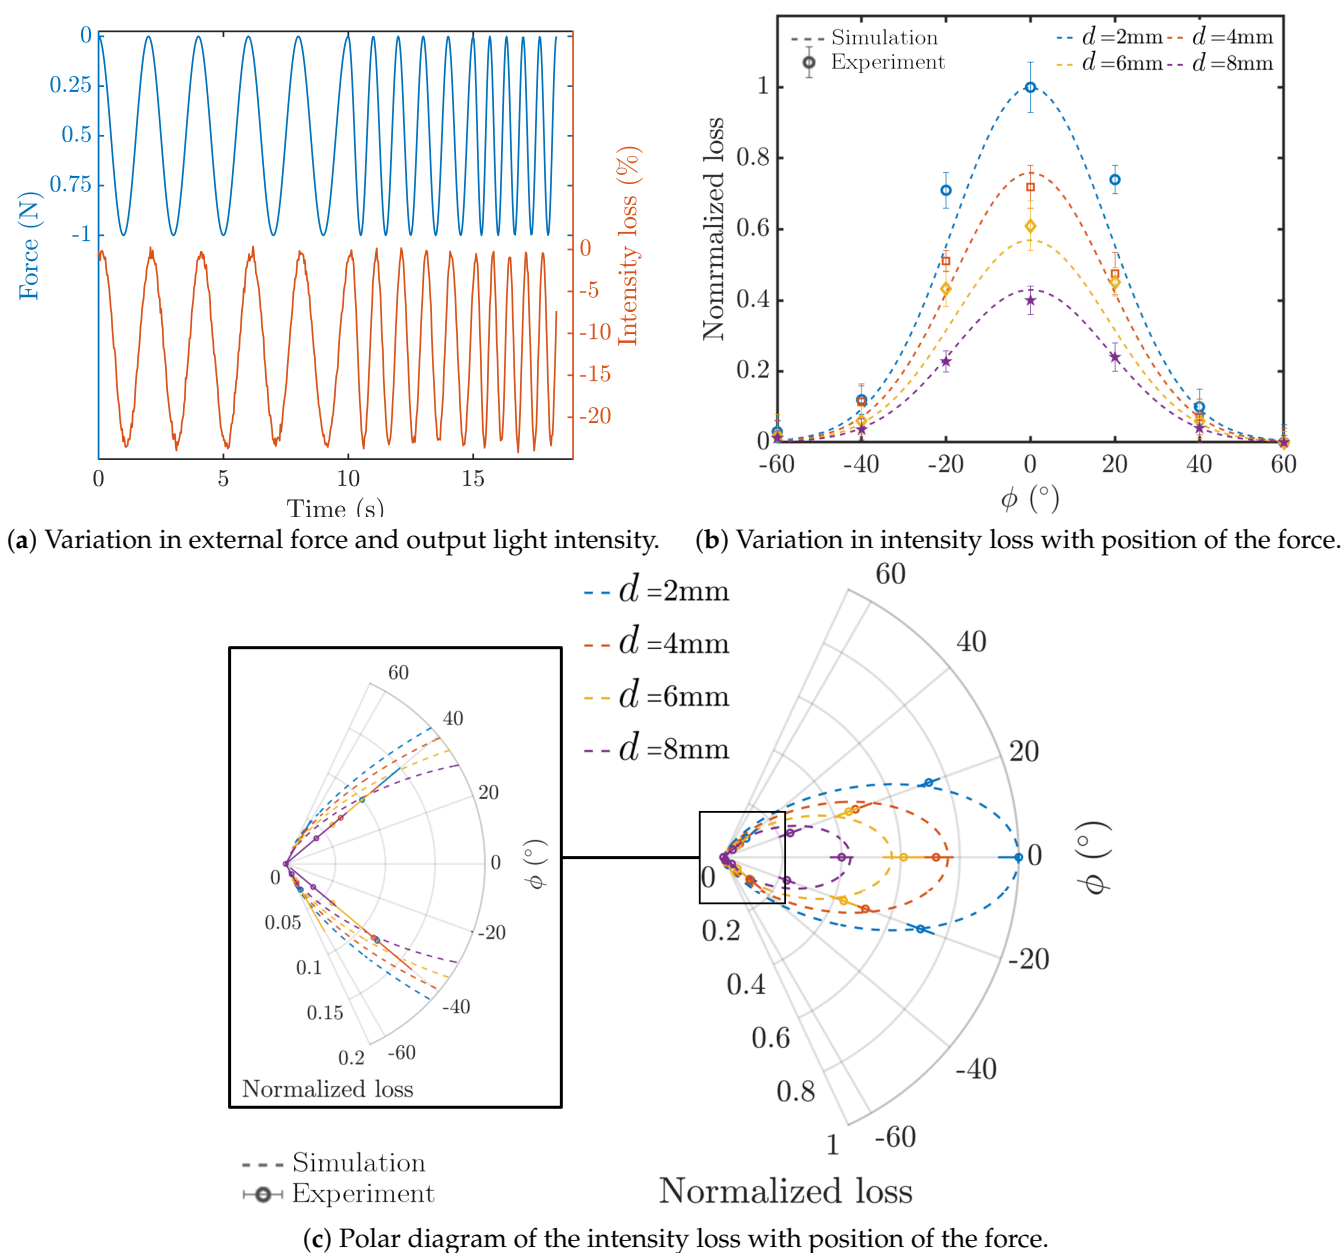 0
0.25
0.5
0.75
-1
Force (N)
0
-5
-10
-15
-20
Intensity loss (%)
0 5 10 15
Time (s)
(a) Variation in external force and output light intensity.
Simulation
Experiment
d =2mm d =4mm
d =6mm d =8mm
1
0.8
0.6
0.4
0.2
0
Nomrmalized loss
-60 -40 -20 0 20 40 60
ϕ (°)
(b) Variation in intensity loss with position of the force.
d =2mm
d =4mm
d =6mm
d =8mm
60
40
20
0
-20
-40
-60
ϕ (°)
0
0.05
0.1
0.15
0.2
Normalized loss
60
40
20
0
-20
-40
-60
ϕ (°)
0
0.2
0.4
0.6
0.8
1
Normalized loss
Simulation
Experiment
(c) Polar diagram of the intensity loss with position of the force.